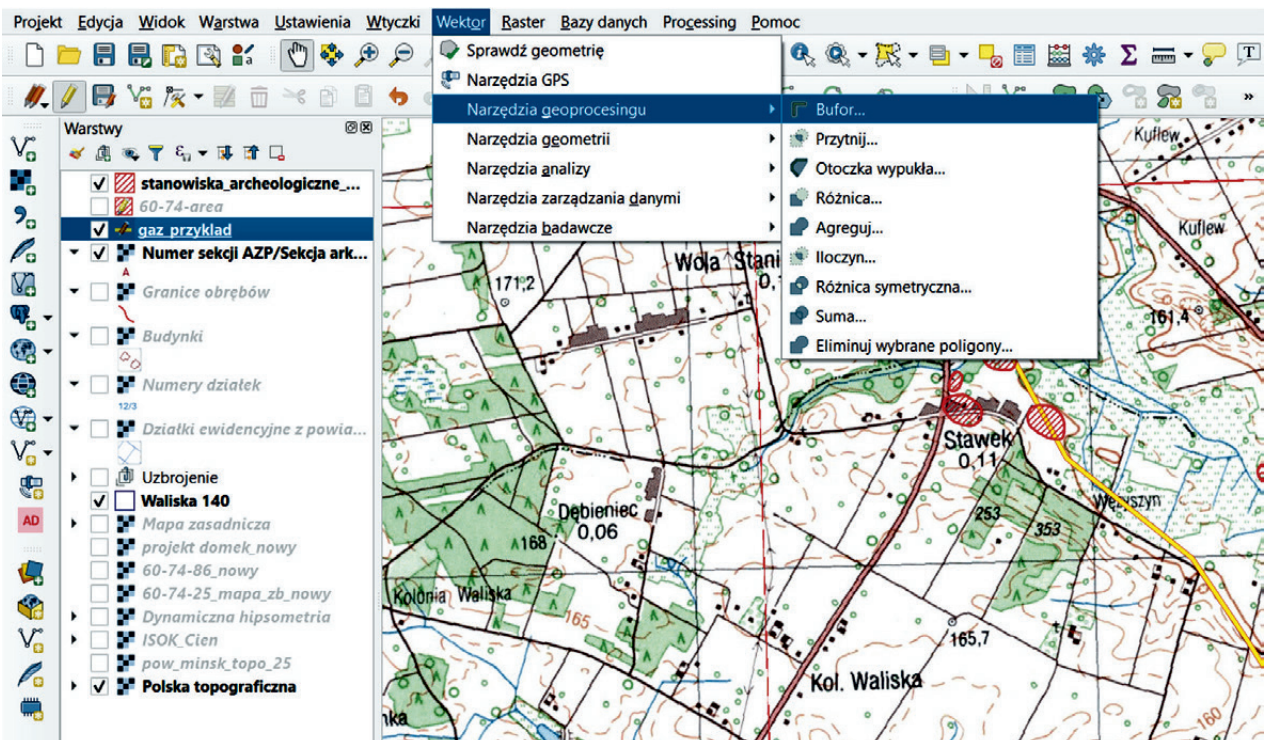 Projekt Edycja Widok Warstwa Ustawienia Wtyczki Wektor Raster Bazy danych Processing Pomoc
Sprawdź geometrię
Narzędzia GPS
Narzędzia geoprocesingu
Narzędzia geometrii
Narzędzia analizy
Narzędzia zarządzania danymi
Narzędzia badawcze
Bufor...
Przytnij...
Otoczka wypukła...
Różnica...
Agreguj...
Iloczyn...
Różnica symetryczna...
Suma...
Eliminuj wybrane poligony...
Warstwy
stanowiska_archeologiczne_...
60-74-area
gaz_przyklad
Numer sekcji AZP/Sekcja ark...
A
Granice obrębów
Budynki
Numery działek
12/3
Działki ewidencyjne z powia...
Uzbrojenie
Waliska 140
Mapa zasadnicza
projekt domek_nowy
60-74-86_nowy
60-74-25_mapa_zb_nowy
Dynamiczna hipsometria
ISOK_Cien
pow_minsk_topo_25
Polska topograficzna
AD
Kuflew
Kuflew
Wola Stani
0,
171,2
161,4
Stawek
0,11
Wężyszyn
253
353
Dębieniec
0,06
168
Kolonia Waliska
165
165,7
Kol. Waliska
160